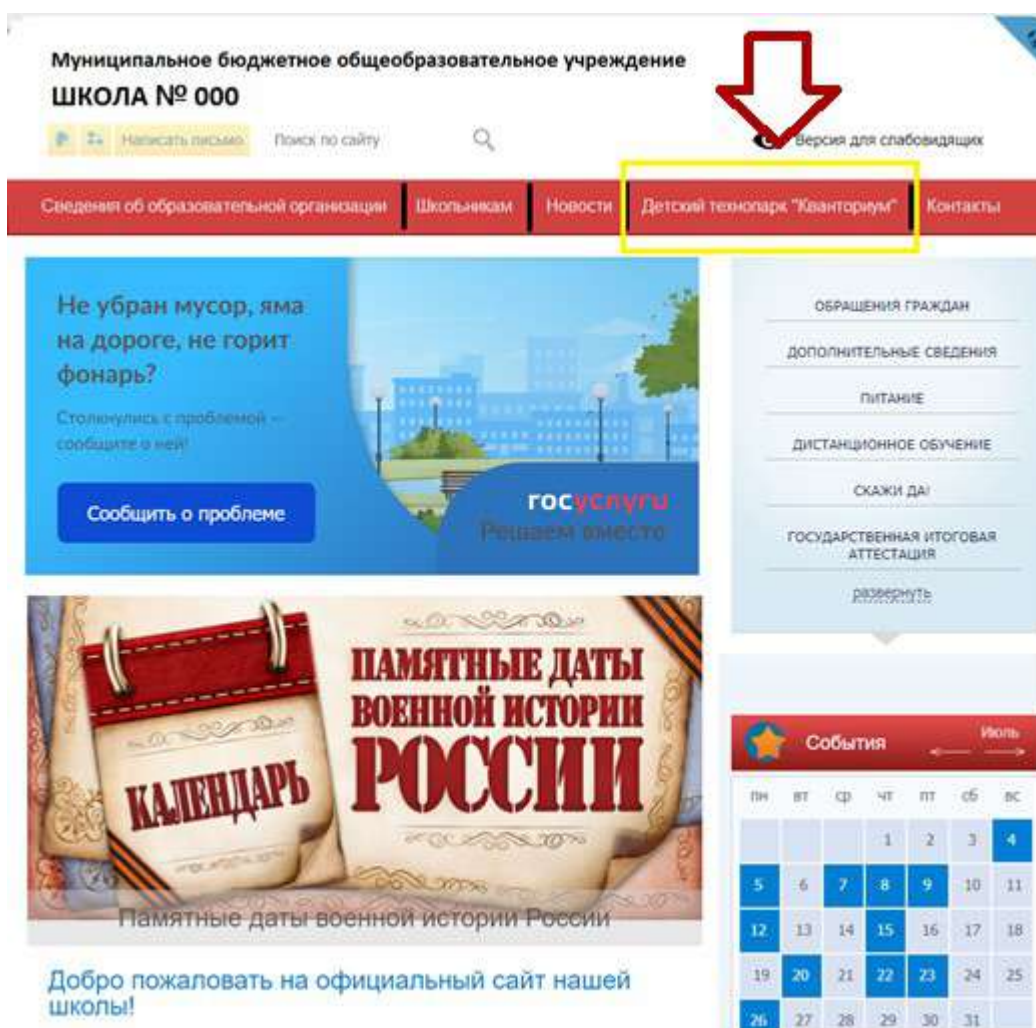 Муниципальное бюджетное общеобразовательное учреждение
ШКОЛА № 000
Написать письмо Поиск по сайту Версия для слабовидящих
Сведения об образовательной организации Школьникам Новости Детский технопарк "Кванториум" Контакты
Не убран мусор, яма
на дороге, не горит
фонарь?
Столкнулись с проблемой —
сообщите о ней!
Сообщить о проблеме
госуслуги
Решаем вместе
ОБРАЩЕНИЯ ГРАЖДАН
ДОПОЛНИТЕЛЬНЫЕ СВЕДЕНИЯ
ПИТАНИЕ
ДИСТАНЦИОННОЕ ОБУЧЕНИЕ
СКАЖИ ДА!
ГОСУДАРСТВЕННАЯ ИТОГОВАЯ
АТТЕСТАЦИЯ
развернуть
ПАМЯТНЫЕ ДАТЫ
ВОЕННОЙ ИСТОРИИ
РОССИИ
КАЛЕНДАРЬ
Памятные даты военной истории России
Добро пожаловать на официальный сайт нашей
школы!
События Июль
пн вт ср чт пт сб вс
1 2 3 4
5 6 7 8 9 10 11
12 13 14 15 16 17 18
19 20 21 22 23 24 25
26 27 28 29 30 31